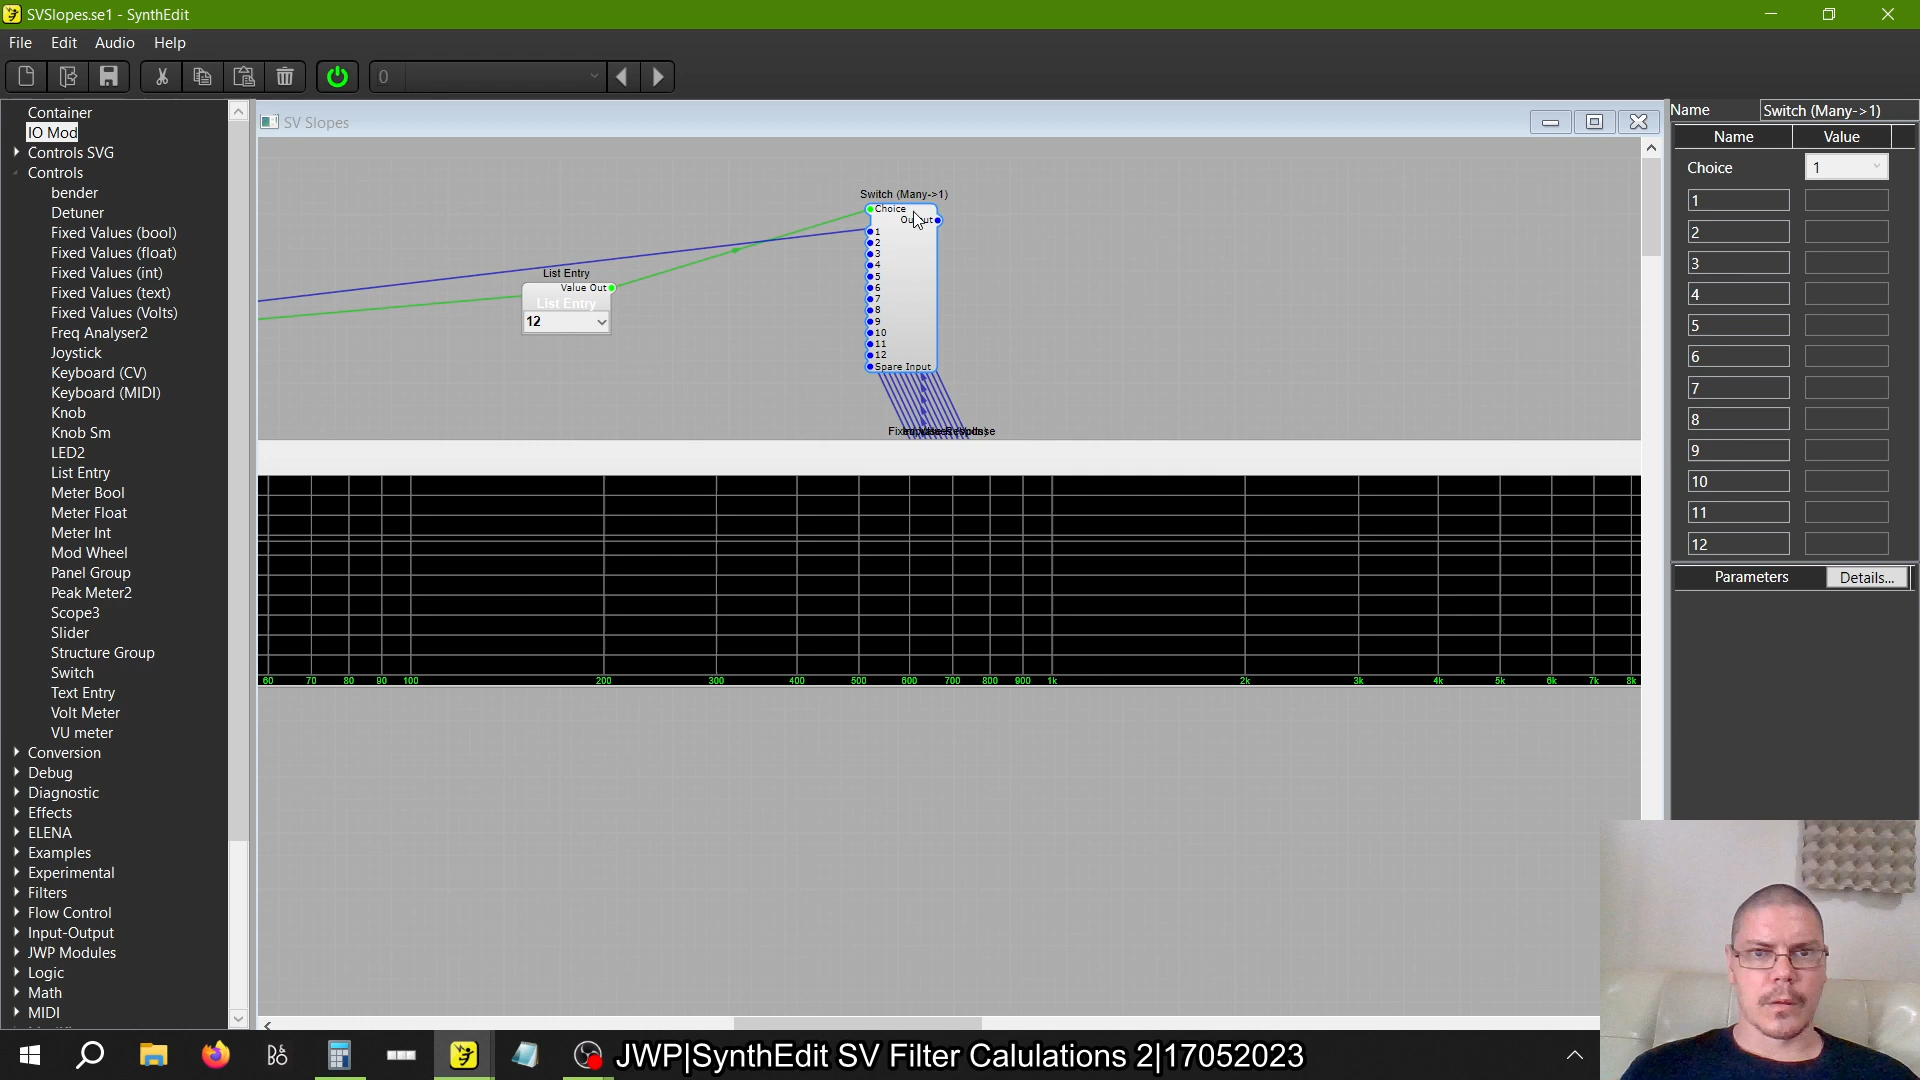 SVSlopes.se1 - SynthEdit
File Edit Audio Help
0
Container
IO Mod
Controls SVG
Controls
bender
Detuner
Fixed Values (bool)
Fixed Values (float)
Fixed Values (int)
Fixed Values (text)
Fixed Values (Volts)
Freq Analyser2
Joystick
Keyboard (CV)
Keyboard (MIDI)
Knob
Knob Sm
LED2
List Entry
Meter Bool
Meter Float
Meter Int
Mod Wheel
Panel Group
Peak Meter2
Scope3
Slider
Structure Group
Switch
Text Entry
Volt Meter
VU meter
Conversion
Debug
Diagnostic
Effects
ELENA
Examples
Experimental
Filters
Flow Control
Input-Output
JWP Modules
Logic
Math
MIDI
SV Slopes
Switch (Many->1)
Choice
1
2
3
4
5
6
7
8
9
10
11
12
Spare Input
List Entry
Value Out
List Entry
12
60 70 80 90 100 200 300 400 500 600 700 800 900 1k 2k 3k 4k 5k 6k 7k 8k
Name Switch (Many->1)
Name Value
Choice 1
1
2
3
4
5
6
7
8
9
10
11
12
Parameters Details...
JWP|SynthEdit SV Filter Calulations 2|17052023